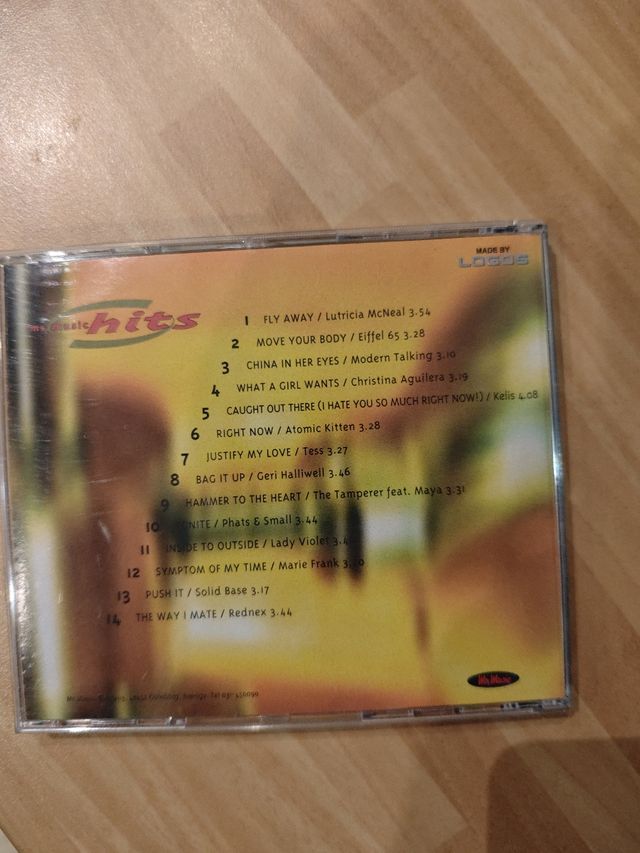 MADE BY
LOGOS
mr music hits
1 FLY AWAY / Lutricia McNeal 3.54
2 MOVE YOUR BODY / Eiffel 65 3.28
3 CHINA IN HER EYES / Modern Talking 3.10
4 WHAT A GIRL WANTS / Christina Aguilera 3.19
5 CAUGHT OUT THERE (I HATE YOU SO MUCH RIGHT NOW!) / Kelis 4.08
6 RIGHT NOW / Atomic Kitten 3.28
7 JUSTIFY MY LOVE / Tess 3.27
8 BAG IT UP / Geri Halliwell 3.46
9 HAMMER TO THE HEART / The Tamperer feat. Maya 3.31
10 / Phats & Small 3.44
11 INSIDE TO OUTSIDE / Lady Violet
12 SYMPTOM OF MY TIME / Marie Frank
13 PUSH IT / Solid Base 3.17
14 THE WAY I MATE / Rednex 3.44
Mr Music